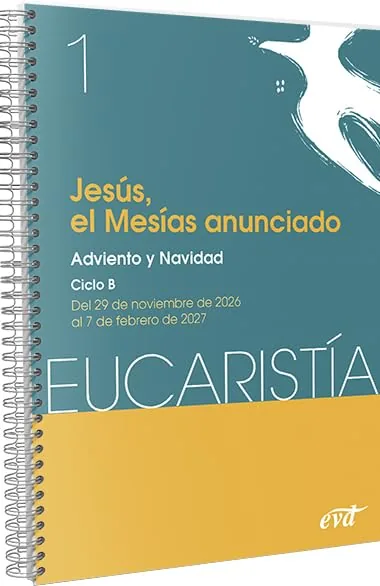 1
Jesús,
el Mesías anunciado
Adviento y Navidad
Ciclo B
Del 29 de noviembre de 2026
al 7 de febrero de 2027
EUCARISTÍA
evd